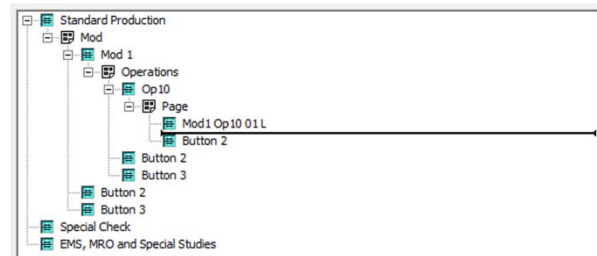 Standard Production
Mod
Mod 1
Operations
Op10
Page
Mod1 Op10 01 L
Button 2
Button 2
Button 3
Button 2
Button 3
Special Check
EMS, MRO and Special Studies